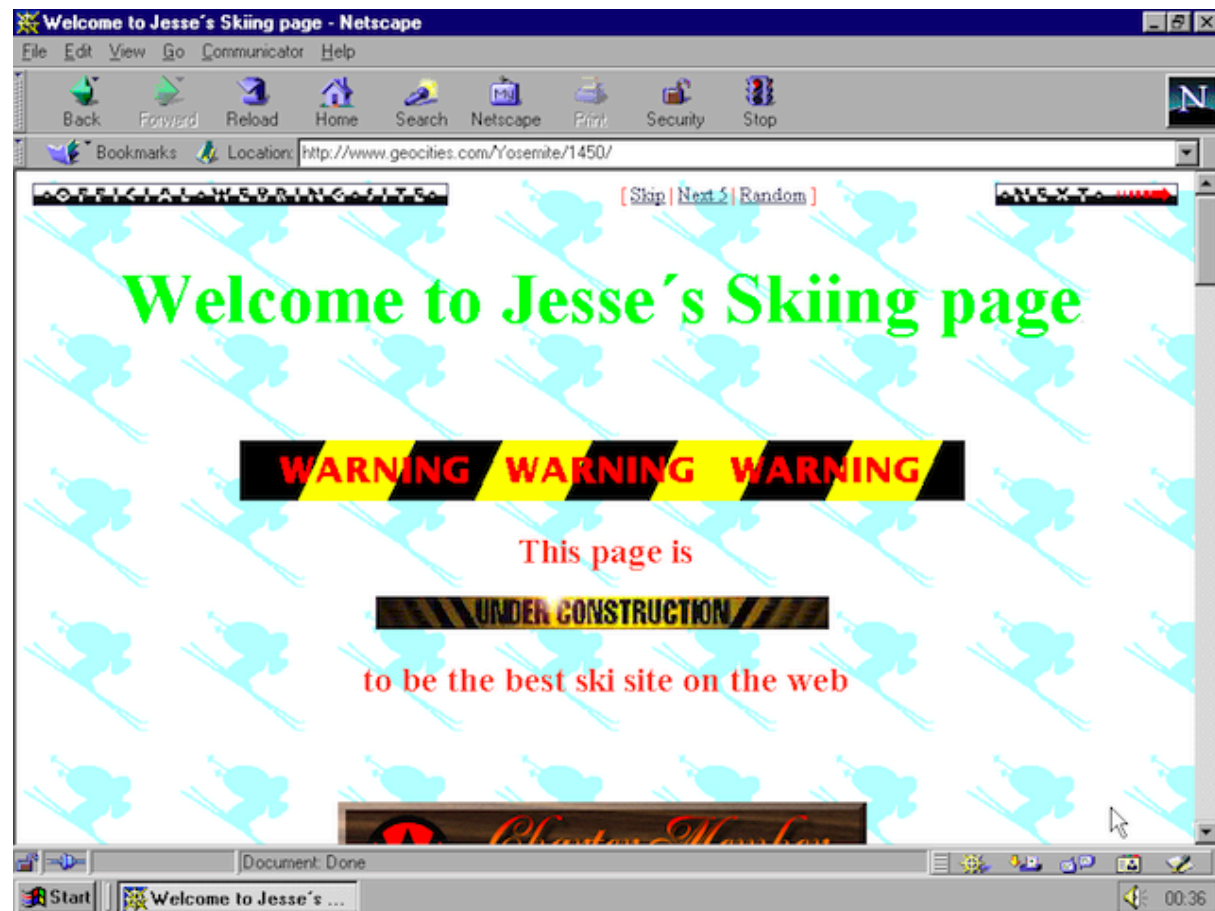 Welcome to Jesse´s Skiing page - Netscape
File Edit View Go Communicator Help
Back Forward Reload Home Search Netscape Print Security Stop
Bookmarks Location: http://www.geocities.com/Yosemite/1450/
OFFICIAL WEBRING SITE [ Skip | Next 5 | Random ] NEXT
Welcome to Jesse´s Skiing page
WARNING WARNING WARNING
This page is
UNDER CONSTRUCTION
to be the best ski site on the web
Charter Member
Document: Done
Start Welcome to Jesse´s ... 00:36